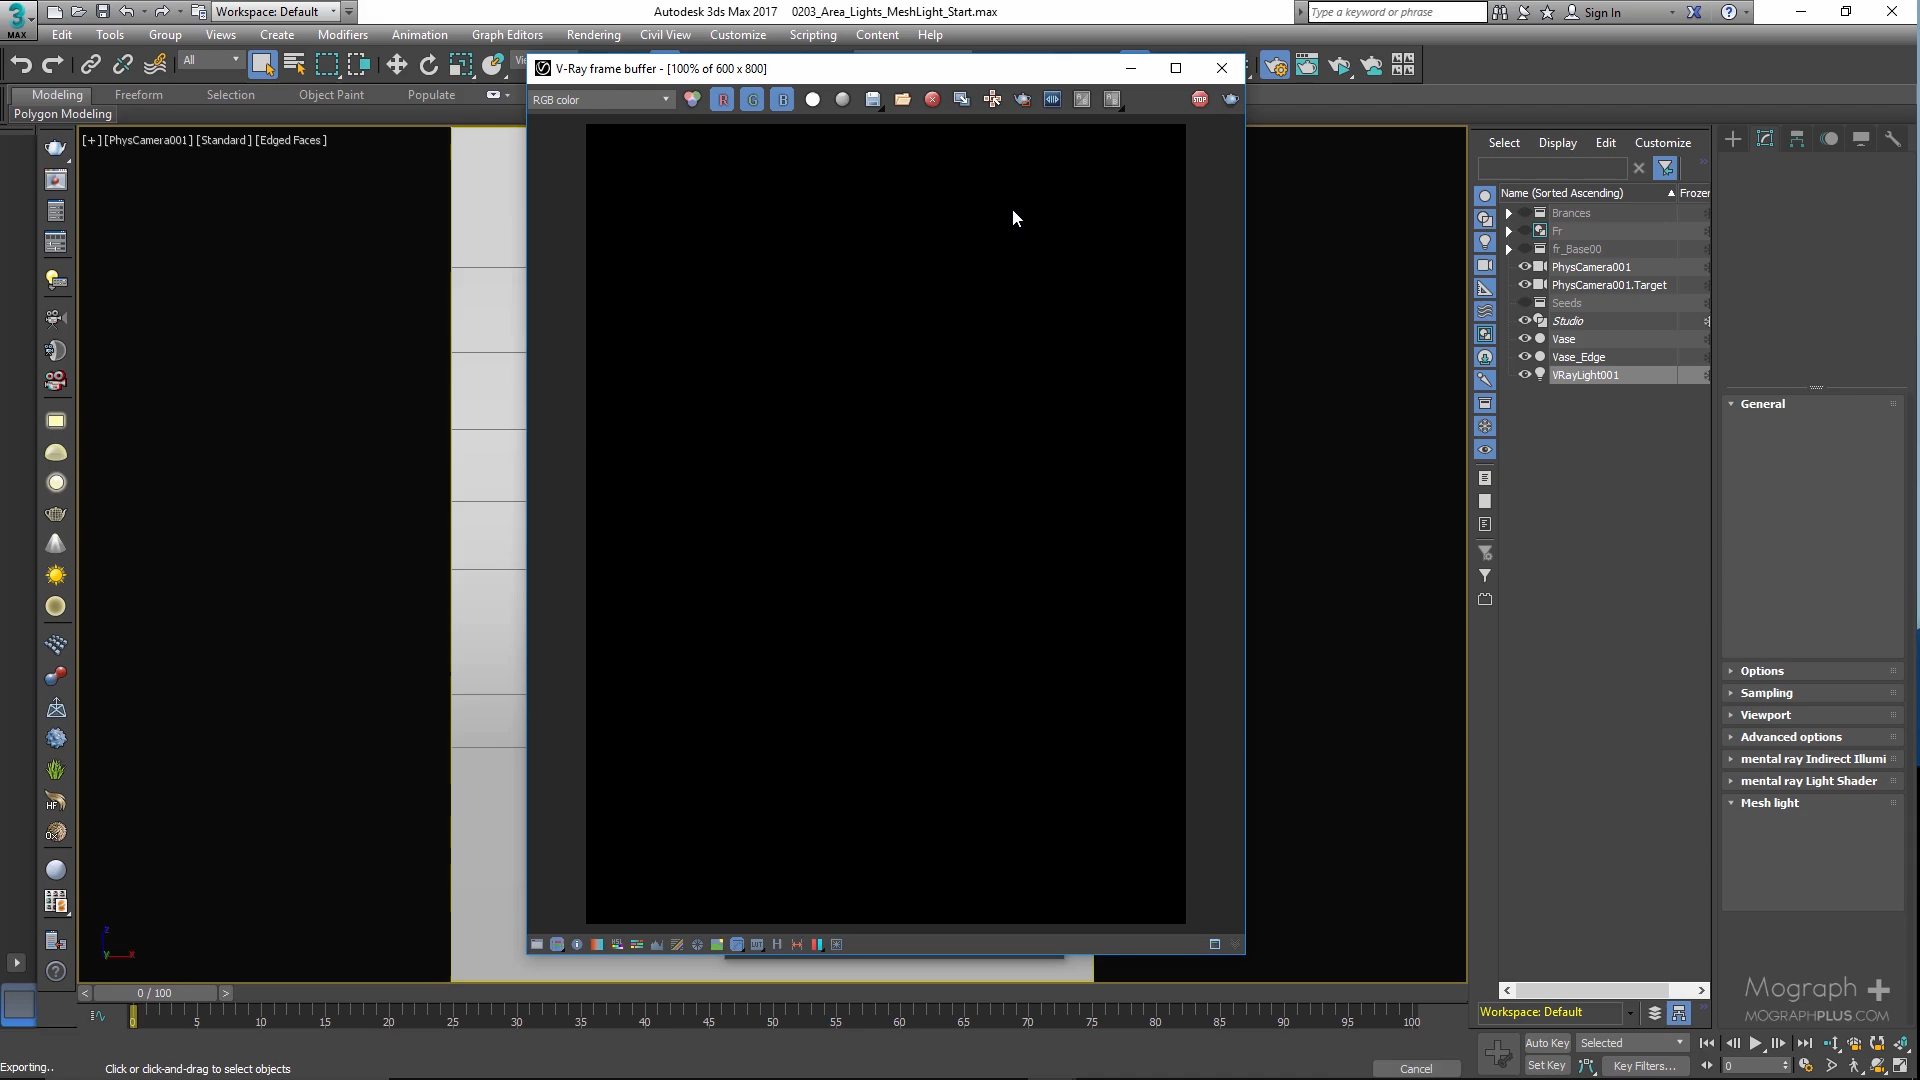 Workspace: Default
Autodesk 3ds Max 2017 0203_Area_Lights_MeshLight_Start.max
Type a keyword or phrase
Sign In
MAX
Edit Tools Group Views Create Modifiers Animation Graph Editors Rendering Civil View Customize Scripting Content Help
All
V-Ray frame buffer - [100% of 600 x 800]
Modeling Freeform Selection Object Paint Populate
Polygon Modeling
RGB color
R G B
STOP
[+] [PhysCamera001] [Standard] [Edged Faces]
Select Display Edit Customize
Name (Sorted Ascending) Frozen
Brances
Fr
fr_Base00
PhysCamera001
PhysCamera001.Target
Seeds
Studio
Vase
Vase_Edge
VRayLight001
General
Options
Sampling
Viewport
Advanced options
mental ray Indirect Illumi
mental ray Light Shader
Mesh light
HF
z
y x
H
0 / 100
0 5 10 15 20 25 30 35 40 45 50 55 60 65 70 75 80 85 90 95 100
Workspace: Default
Mograph +
MOGRAPHPLUS.COM
Auto Key Selected
Set Key Key Filters... 0
Exporting.. Click or click-and-drag to select objects Cancel